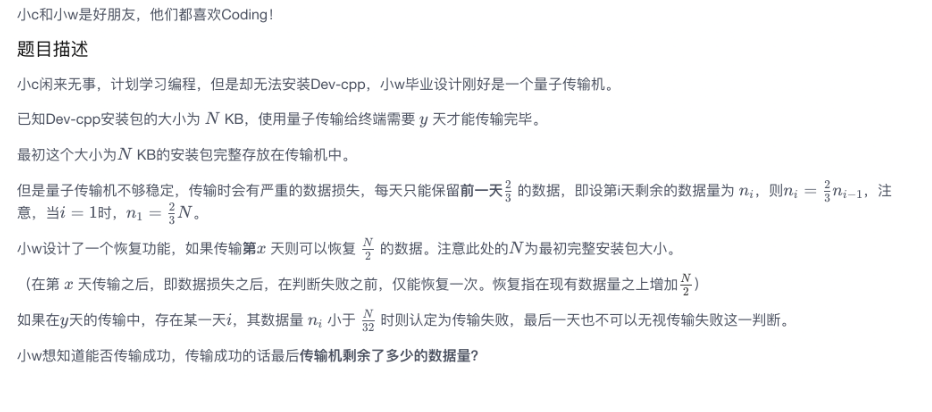 小c和小w是好朋友，他们都喜欢Coding！
题目描述
小c闲来无事，计划学习编程，但是却无法安装Dev-cpp，小w毕业设计刚好是一个量子传输机。
已知Dev-cpp安装包的大小为 N KB，使用量子传输给终端需要 y 天才能传输完毕。
最初这个大小为N KB的安装包完整存放在传输机中。
但是量子传输机不够稳定，传输时会有严重的数据损失，每天只能保留前一天2/3 的数据，即设第i天剩余的数据量为 n_i，则n_i = 2/3 n_{i−1}，注
意，当i = 1时，n_1 = 2/3 N。
小w设计了一个恢复功能，如果传输第x 天则可以恢复 N/2 的数据。注意此处的N为最初完整安装包大小。
（在第 x 天传输之后，即数据损失之后，在判断失败之前，仅能恢复一次。恢复指在现有数据量之上增加N/2）
如果在y天的传输中，存在某一天i，其数据量 n_i 小于 N/32 时则认定为传输失败，最后一天也不可以无视传输失败这一判断。
小w想知道能否传输成功，传输成功的话最后传输机剩余了多少的数据量？